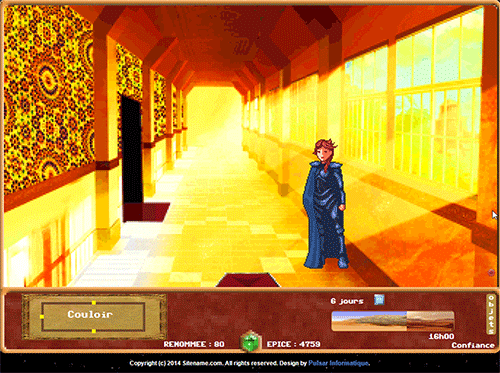 Couloir
6 jours
16h00
RENOMMEE : 80
EPICE : 4759
Confiance
objets
Copyright (c) 2014 Sitename.com. All rights reserved. Design by Pulsar Informatique.